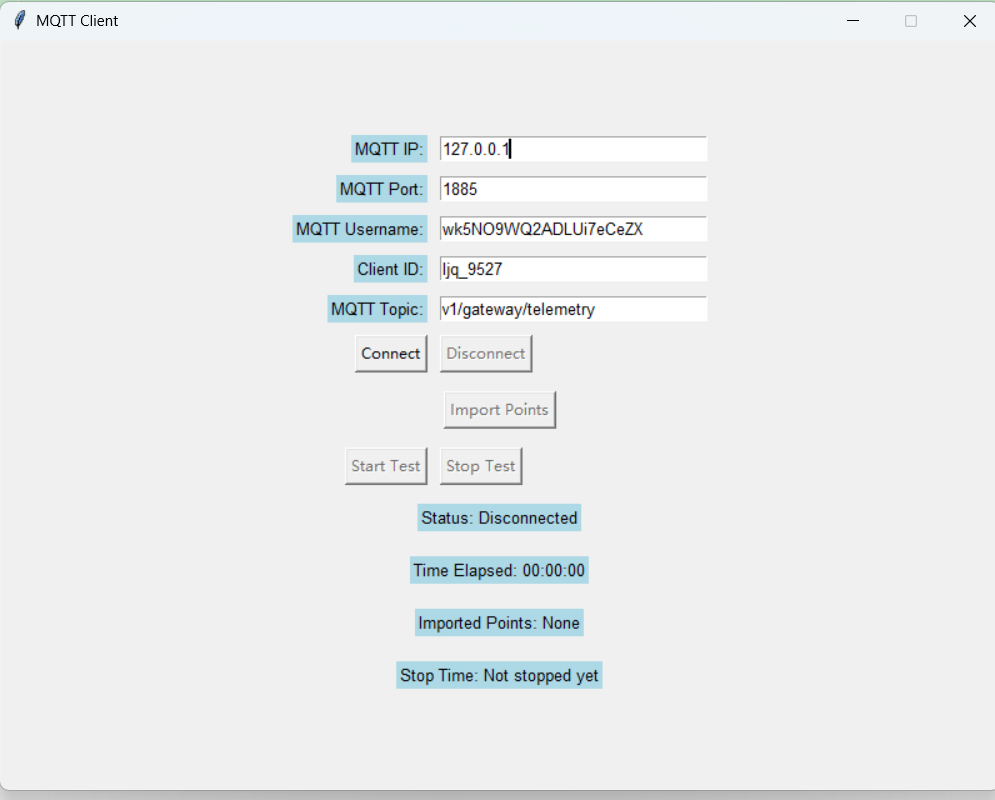 MQTT Client
MQTT IP: 127.0.0.1
MQTT Port: 1885
MQTT Username: wk5NO9WQ2ADLUi7eCeZX
Client ID: ljq_9527
MQTT Topic: v1/gateway/telemetry
Connect Disconnect
Import Points
Start Test Stop Test
Status: Disconnected
Time Elapsed: 00:00:00
Imported Points: None
Stop Time: Not stopped yet